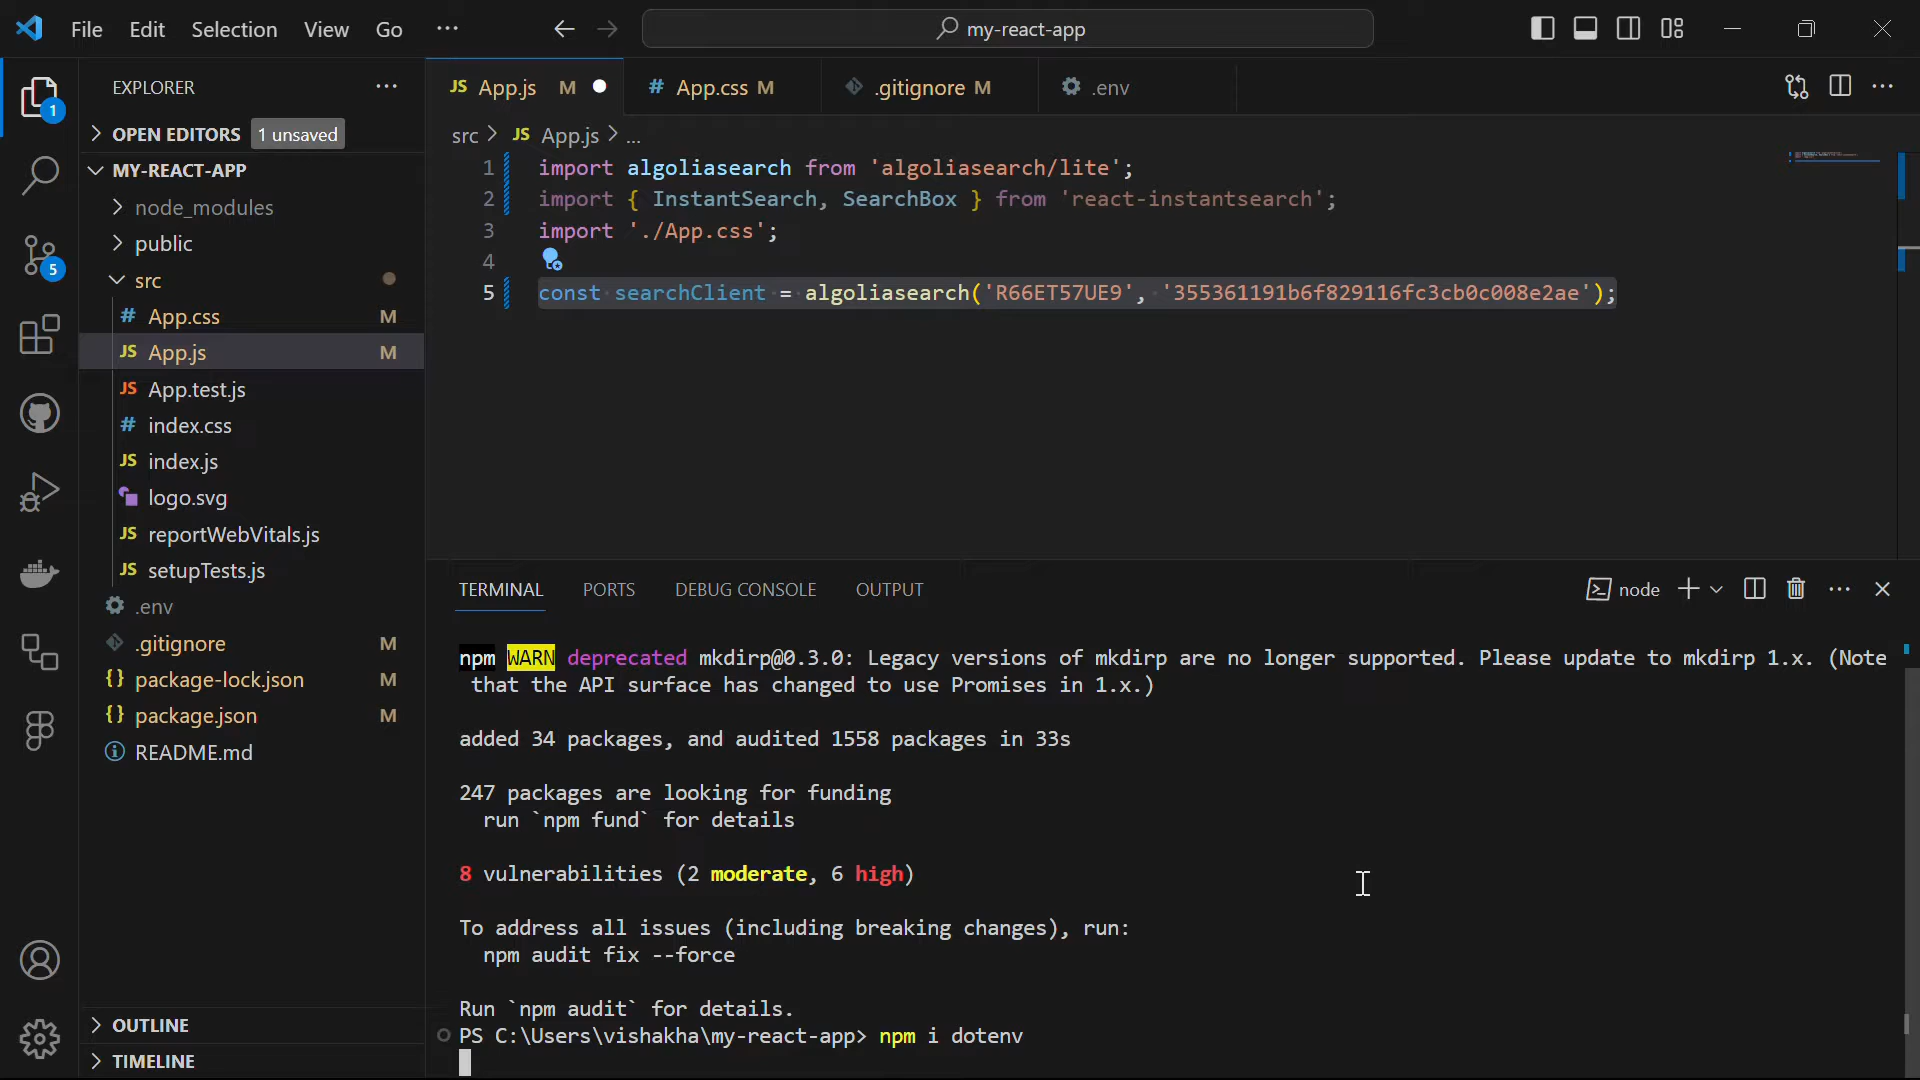 File Edit Selection View Go ··· my-react-app
EXPLORER ···
OPEN EDITORS 1 unsaved
MY-REACT-APP
node_modules
public
src
# App.css M
JS App.js M
JS App.test.js
# index.css
JS index.js
logo.svg
JS reportWebVitals.js
JS setupTests.js
.env
.gitignore M
{} package-lock.json M
{} package.json M
README.md
OUTLINE
TIMELINE
1
5
JS App.js M # App.css M .gitignore M .env
src > JS App.js > ...
1 import algoliasearch from 'algoliasearch/lite';
2 import { InstantSearch, SearchBox } from 'react-instantsearch';
3 import './App.css';
4
5 const searchClient = algoliasearch('R66ET57UE9', '355361191b6f829116fc3cb0c008e2ae');
TERMINAL PORTS DEBUG CONSOLE OUTPUT node
npm WARN deprecated mkdirp@0.3.0: Legacy versions of mkdirp are no longer supported. Please update to mkdirp 1.x. (Note
that the API surface has changed to use Promises in 1.x.)
added 34 packages, and audited 1558 packages in 33s
247 packages are looking for funding
run `npm fund` for details
8 vulnerabilities (2 moderate, 6 high)
To address all issues (including breaking changes), run:
npm audit fix --force
Run `npm audit` for details.
PS C:\Users\vishakha\my-react-app> npm i dotenv